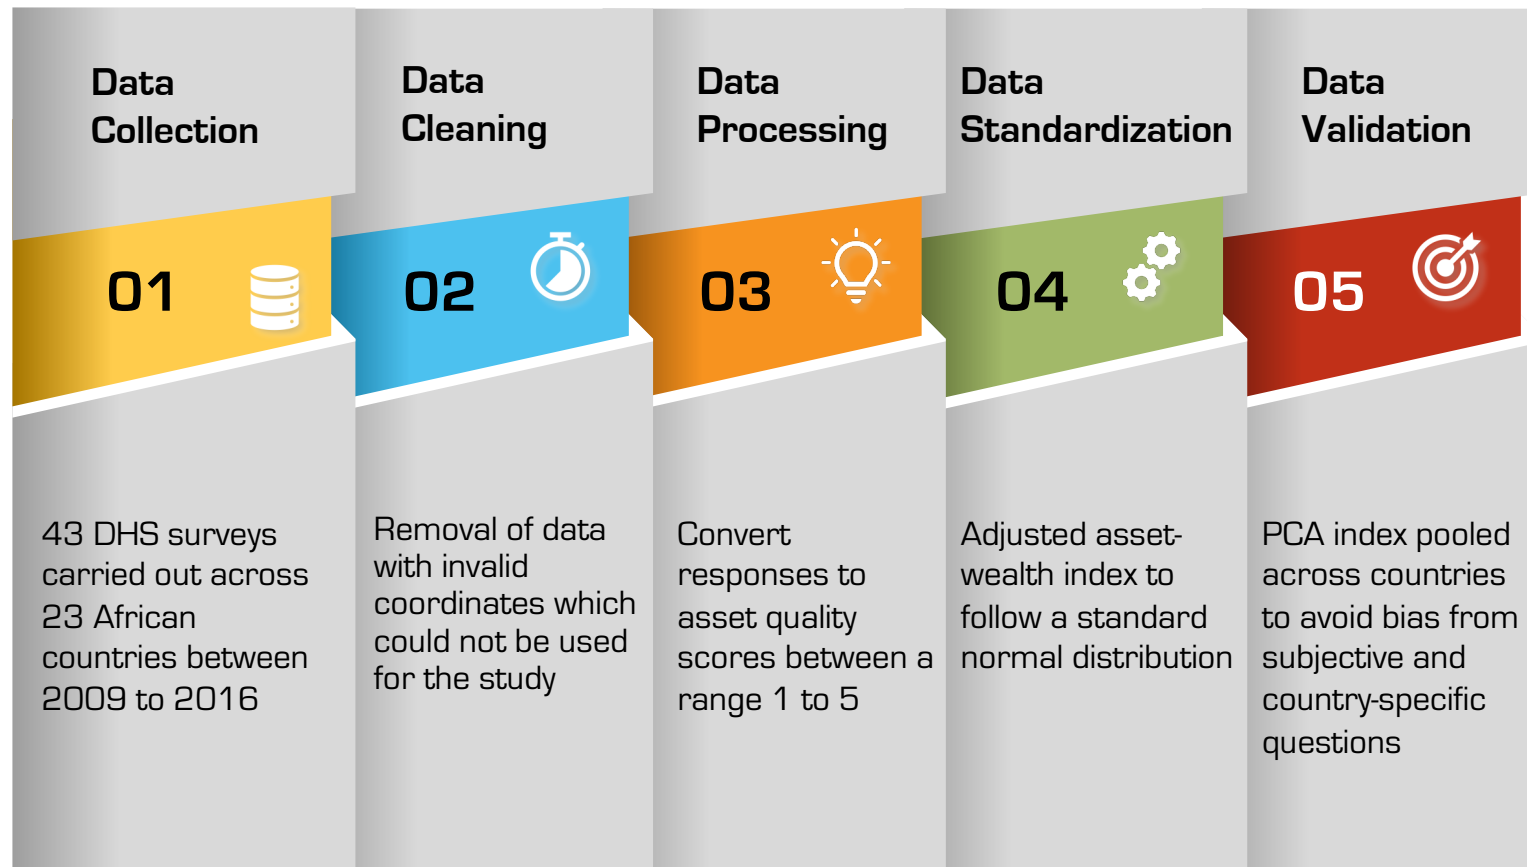 Data
Collection
01
43 DHS surveys
carried out across
23 African
countries between
2009 to 2016
Data
Cleaning
02
Removal of data
with invalid
coordinates which
could not be used
for the study
Data
Processing
03
Convert
responses to
asset quality
scores between a
range 1 to 5
Data
Standardization
04
Adjusted asset-
wealth index to
follow a standard
normal distribution
Data
Validation
05
PCA index pooled
across countries
to avoid bias from
subjective and
country-specific
questions